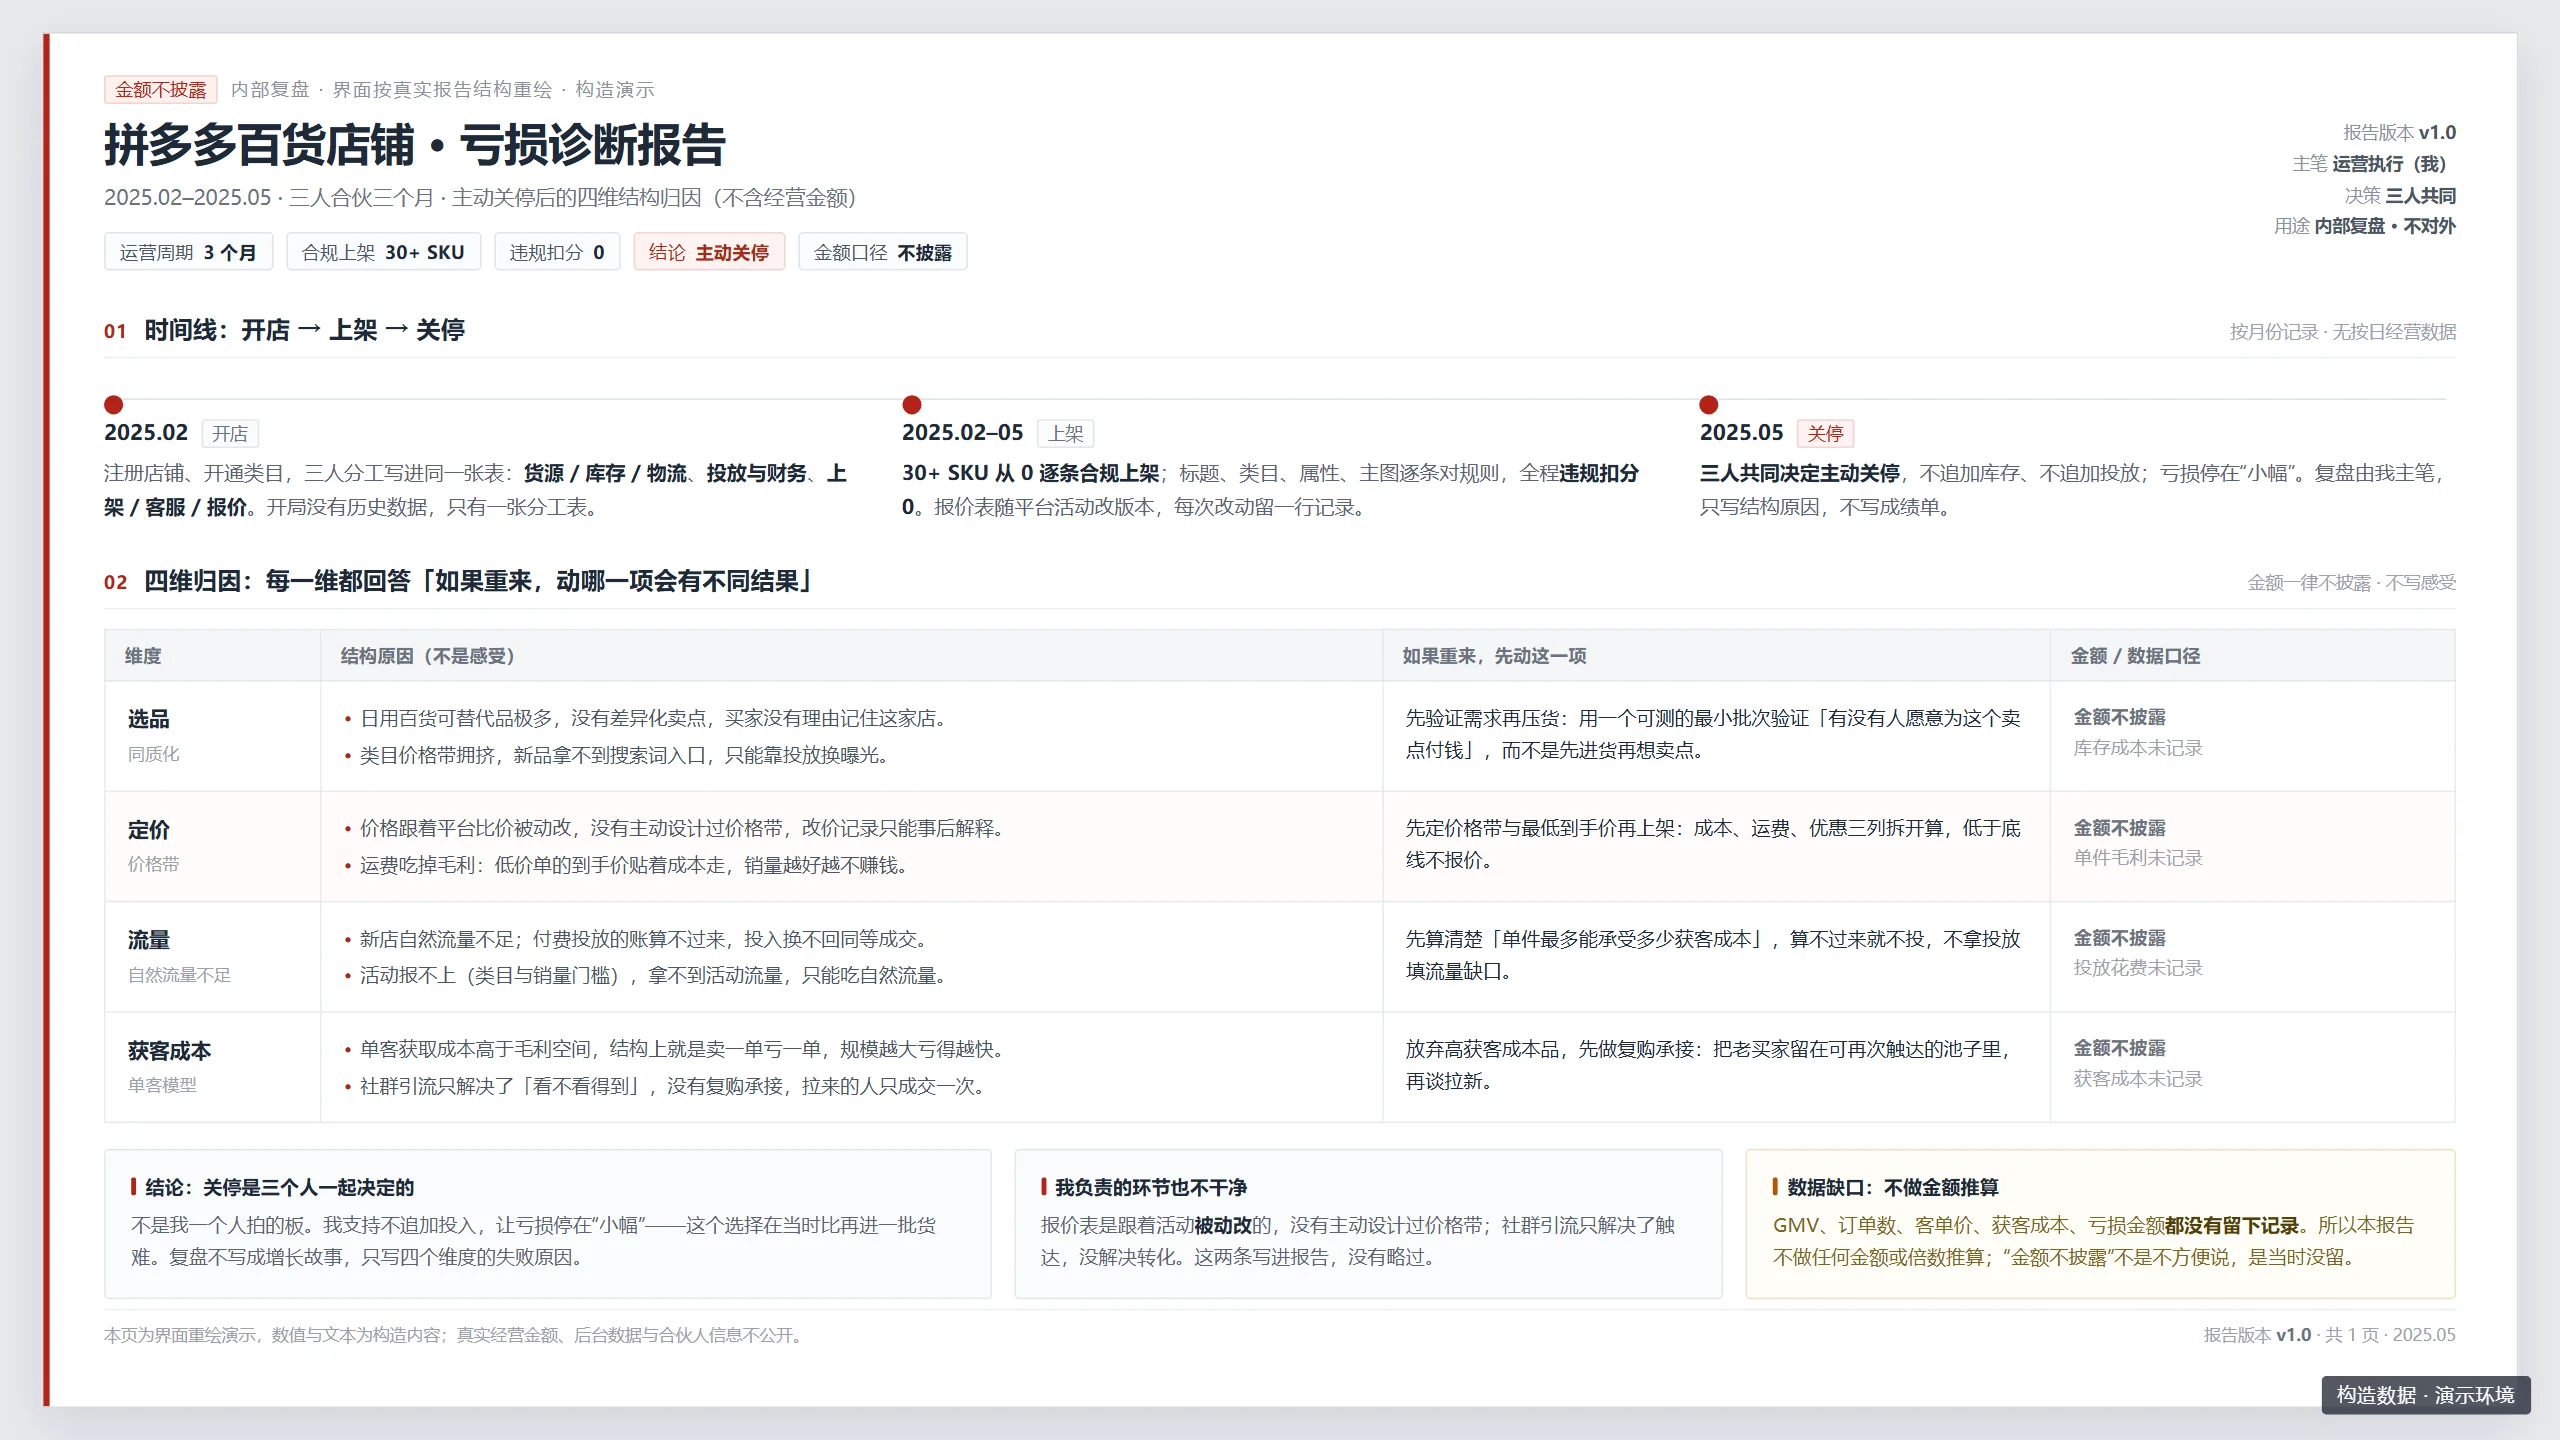 金额不披露 内部复盘 · 界面按真实报告结构重绘 · 构造演示
拼多多百货店铺 · 亏损诊断报告
2025.02–2025.05 · 三人合伙三个月 · 主动关停后的四维结构归因（不含经营金额）
运营周期 3 个月 合规上架 30+ SKU 违规扣分 0 结论 主动关停 金额口径 不披露
报告版本 v1.0
主笔 运营执行（我）
决策 三人共同
用途 内部复盘 · 不对外
01 时间线：开店 → 上架 → 关停
按月份记录 · 无按日经营数据
2025.02 开店
注册店铺、开通类目，三人分工写进同一张表：货源 / 库存 / 物流、投放与财务、上
架 / 客服 / 报价。开局没有历史数据，只有一张分工表。
2025.02–05 上架
30+ SKU 从 0 逐条合规上架；标题、类目、属性、主图逐条对规则，全程违规扣分
0。报价表随平台活动改版本，每次改动留一行记录。
2025.05 关停
三人共同决定主动关停，不追加库存、不追加投放；亏损停在“小幅”。复盘由我主笔，
只写结构原因，不写成绩单。
02 四维归因：每一维都回答「如果重来，动哪一项会有不同结果」
金额一律不披露 · 不写感受
维度 结构原因（不是感受） 如果重来，先动这一项 金额 / 数据口径
选品
同质化
• 日用百货可替代品极多，没有差异化卖点，买家没有理由记住这家店。
• 类目价格带拥挤，新品拿不到搜索词入口，只能靠投放换曝光。
先验证需求再压货：用一个可测的最小批次验证「有没有人愿意为这个卖
点付钱」，而不是先进货再想卖点。
金额不披露
库存成本未记录
定价
价格带
• 价格跟着平台比价被动改，没有主动设计过价格带，改价记录只能事后解释。
• 运费吃掉毛利：低价单的到手价贴着成本走，销量越好越不赚钱。
先定价格带与最低到手价再上架：成本、运费、优惠三列拆开算，低于底
线不报价。
金额不披露
单件毛利未记录
流量
自然流量不足
• 新店自然流量不足；付费投放的账算不过来，投入换不回同等成交。
• 活动报不上（类目与销量门槛），拿不到活动流量，只能吃自然流量。
先算清楚「单件最多能承受多少获客成本」，算不过来就不投，不拿投放
填流量缺口。
金额不披露
投放花费未记录
获客成本
单客模型
• 单客获取成本高于毛利空间，结构上就是卖一单亏一单，规模越大亏得越快。
• 社群引流只解决了「看不看得到」，没有复购承接，拉来的人只成交一次。
放弃高获客成本品，先做复购承接：把老买家留在可再次触达的池子里，
再谈拉新。
金额不披露
获客成本未记录
结论：关停是三个人一起决定的
不是我一个人拍的板。我支持不追加投入，让亏损停在“小幅”——这个选择在当时比再进一批货
难。复盘不写成增长故事，只写四个维度的失败原因。
我负责的环节也不干净
报价表是跟着活动被动改的，没有主动设计过价格带；社群引流只解决了触
达，没解决转化。这两条写进报告，没有略过。
数据缺口：不做金额推算
GMV、订单数、客单价、获客成本、亏损金额都没有留下记录。所以本报告
不做任何金额或倍数推算；“金额不披露”不是不方便说，是当时没留。
本页为界面重绘演示，数值与文本为构造内容；真实经营金额、后台数据与合伙人信息不公开。
报告版本 v1.0 · 共 1 页 · 2025.05
构造数据 · 演示环境